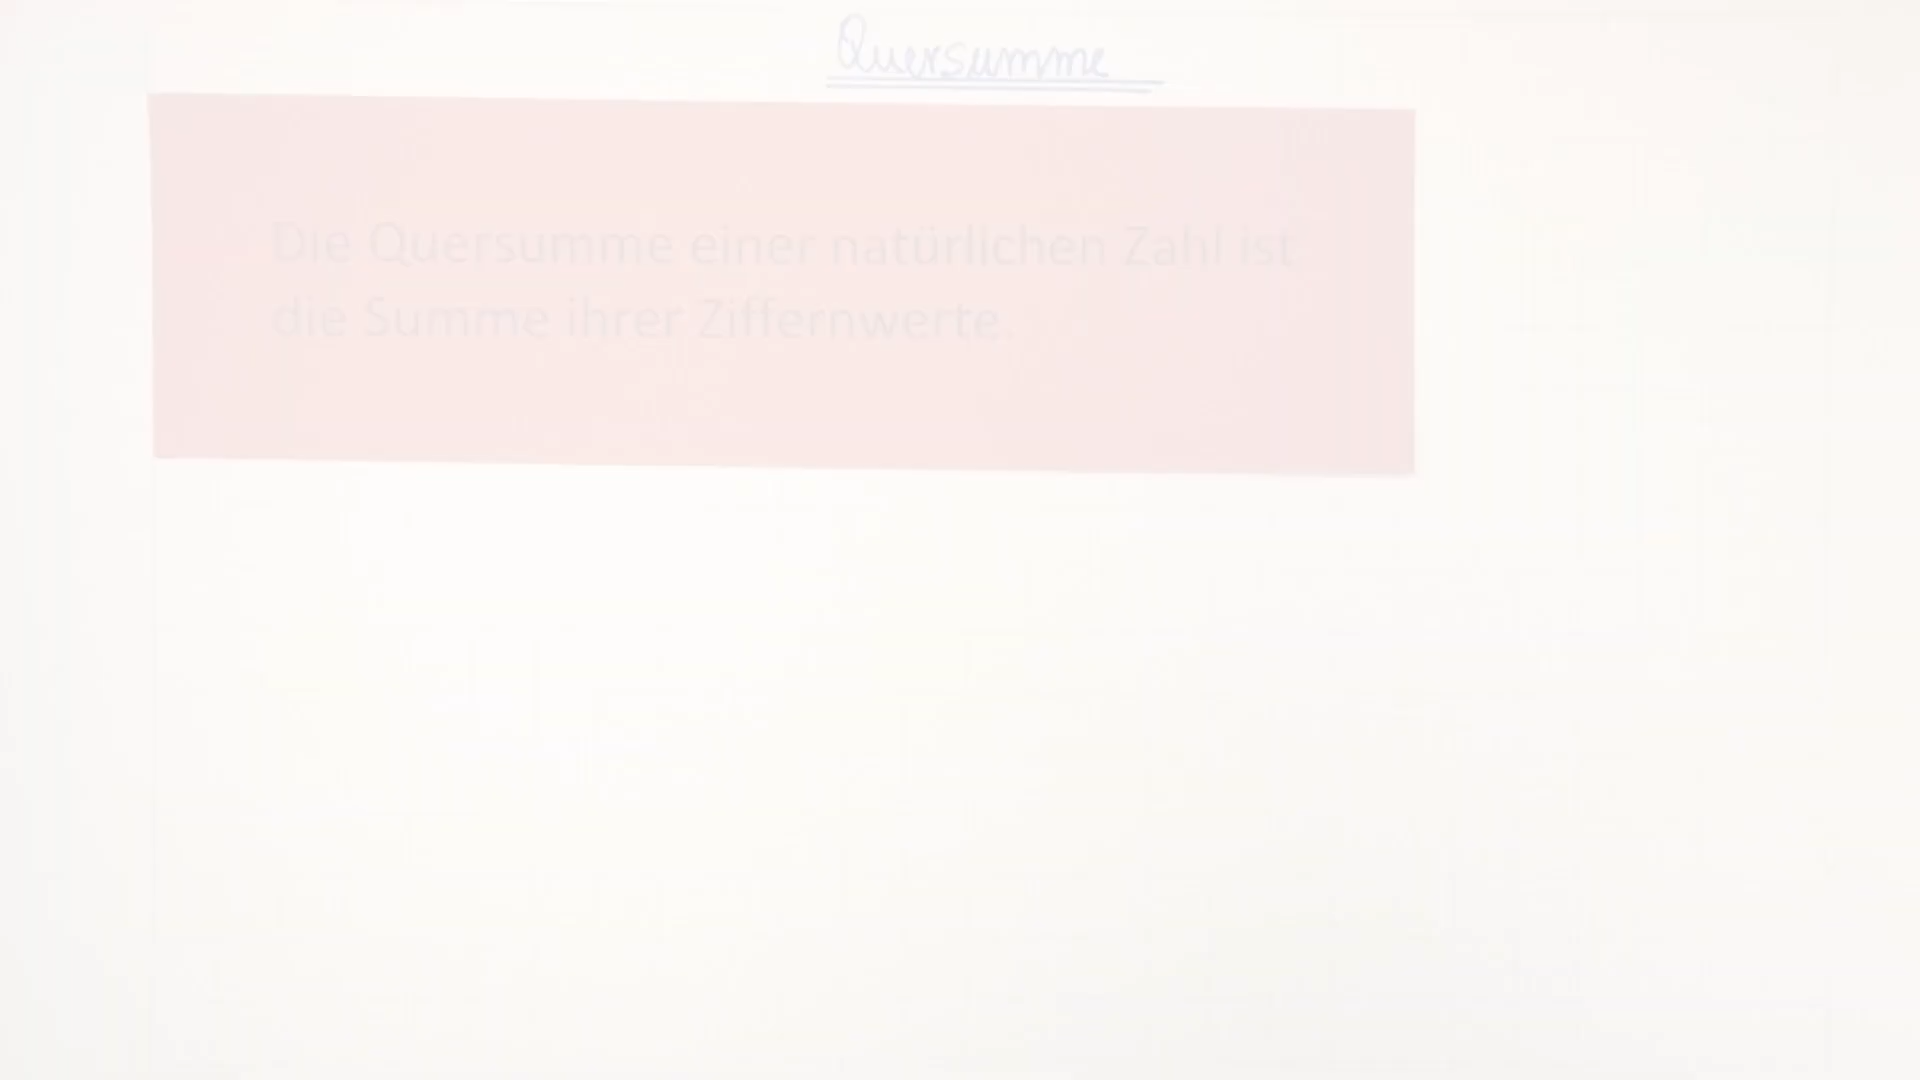 Quersumme
Die Quersumme einer natürlichen Zahl ist
die Summe ihrer Ziffernwerte.